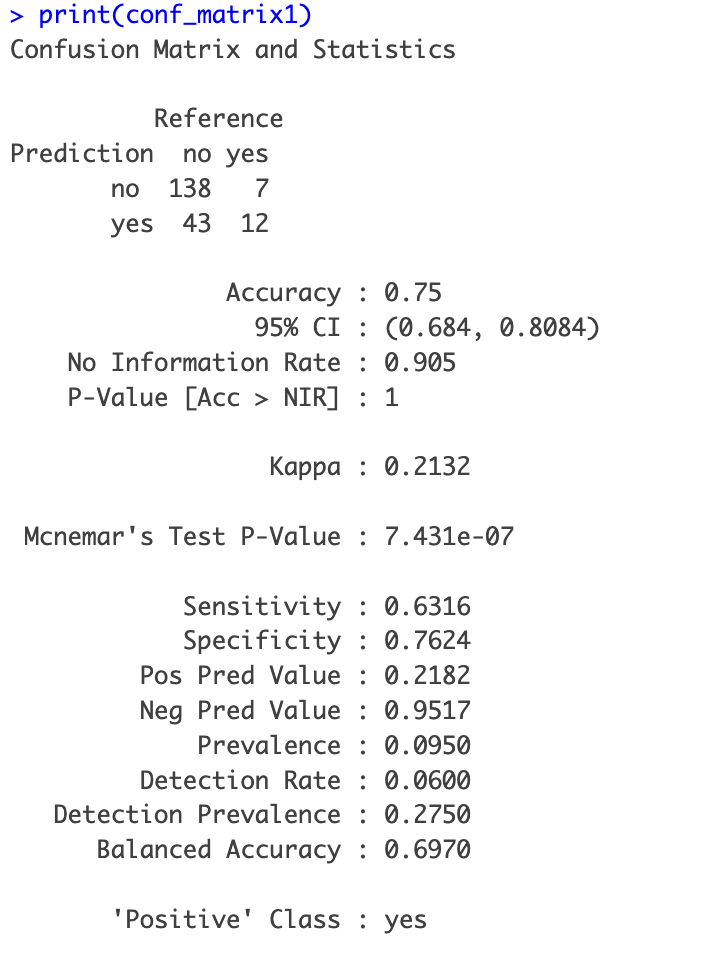 > print(conf_matrix1)
Confusion Matrix and Statistics
Reference
Prediction no yes
no 138 7
yes 43 12
Accuracy : 0.75
95% CI : (0.684, 0.8084)
No Information Rate : 0.905
P-Value [Acc > NIR] : 1
Kappa : 0.2132
Mcnemar's Test P-Value : 7.431e-07
Sensitivity : 0.6316
Specificity : 0.7624
Pos Pred Value : 0.2182
Neg Pred Value : 0.9517
Prevalence : 0.0950
Detection Rate : 0.0600
Detection Prevalence : 0.2750
Balanced Accuracy : 0.6970
'Positive' Class : yes